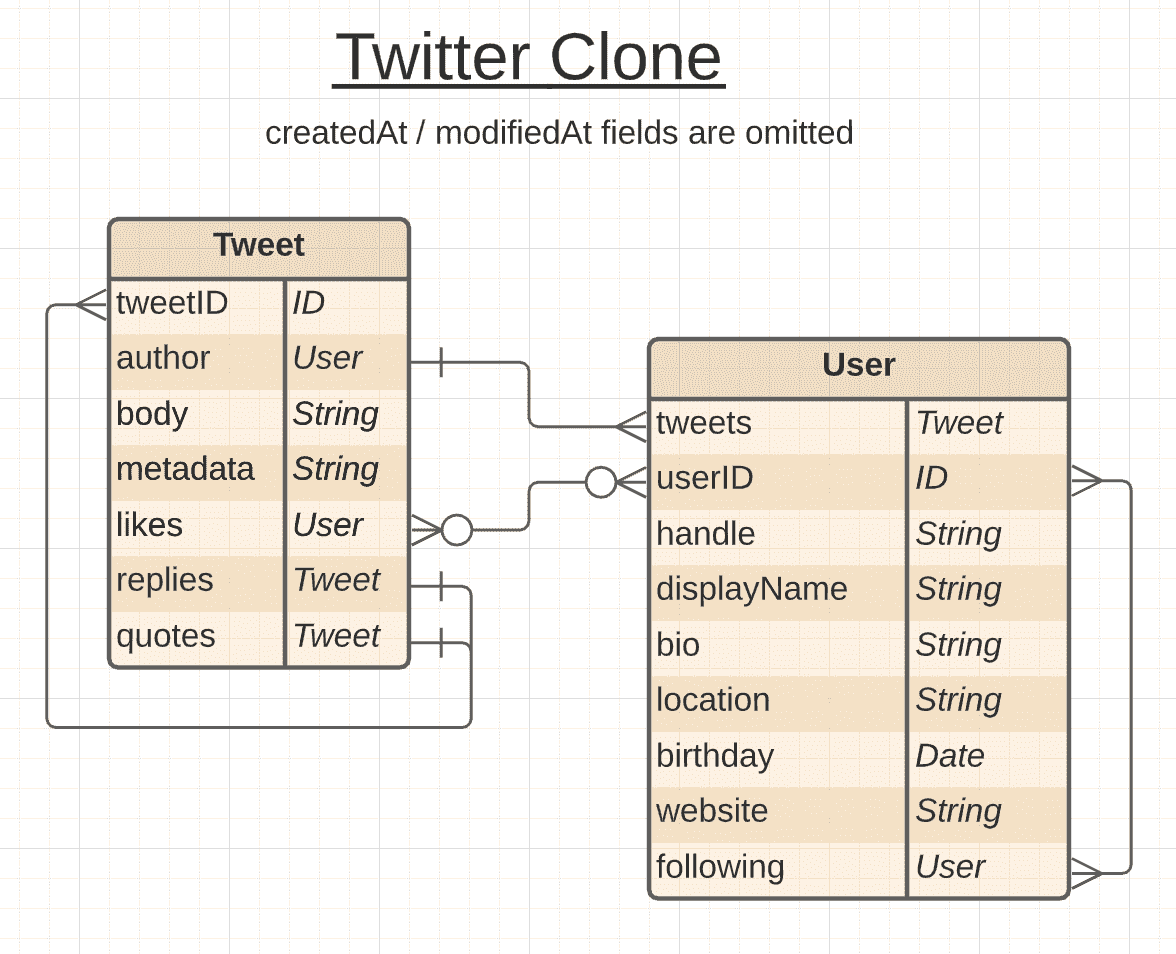 Twitter Clone
createdAt / modifiedAt fields are omitted
Tweet
tweetID ID
author User
body String
metadata String
likes User
replies Tweet
quotes Tweet
User
tweets Tweet
userID ID
handle String
displayName String
bio String
location String
birthday Date
website String
following User